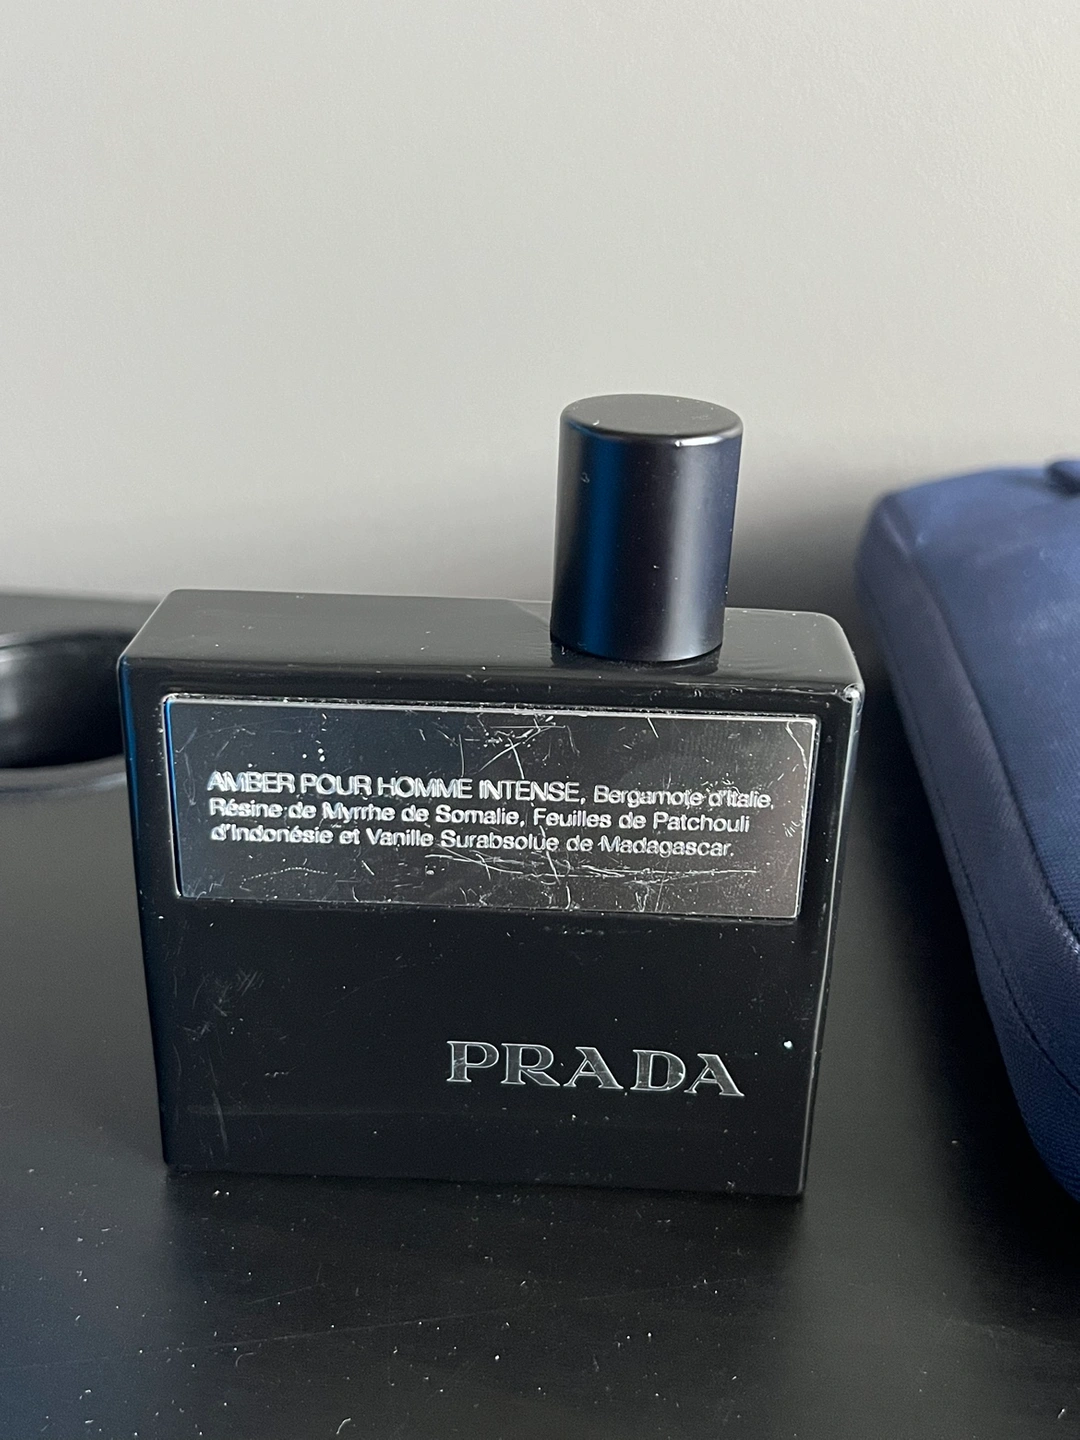 AMBER POUR HOMME INTENSE, Bergamote d'Italie,
Résine de Myrrhe de Somalie, Feuilles de Patchouli
d'Indonésie et Vanille Surabsolue de Madagascar.
PRADA